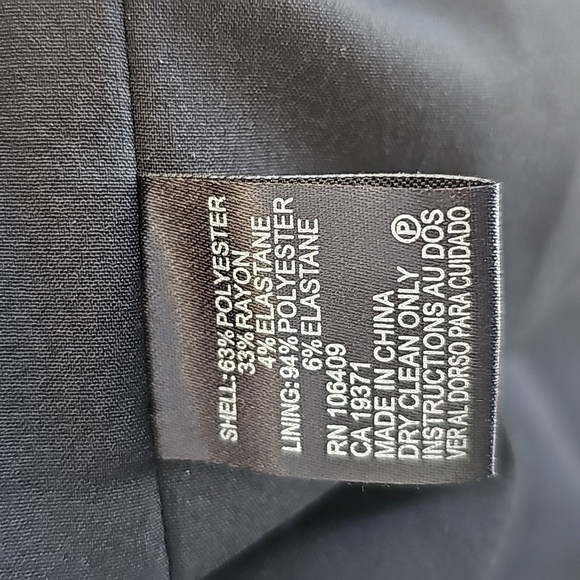 SHELL: 63% POLYESTER
33% RAYON
4% ELASTANE
LINING: 94% POLYESTER
6% ELASTANE
RN 106409
CA 19371
MADE IN CHINA
DRY CLEAN ONLY Ⓟ
INSTRUCTIONS AU DOS
VER AL DORSO PARA CUIDADO